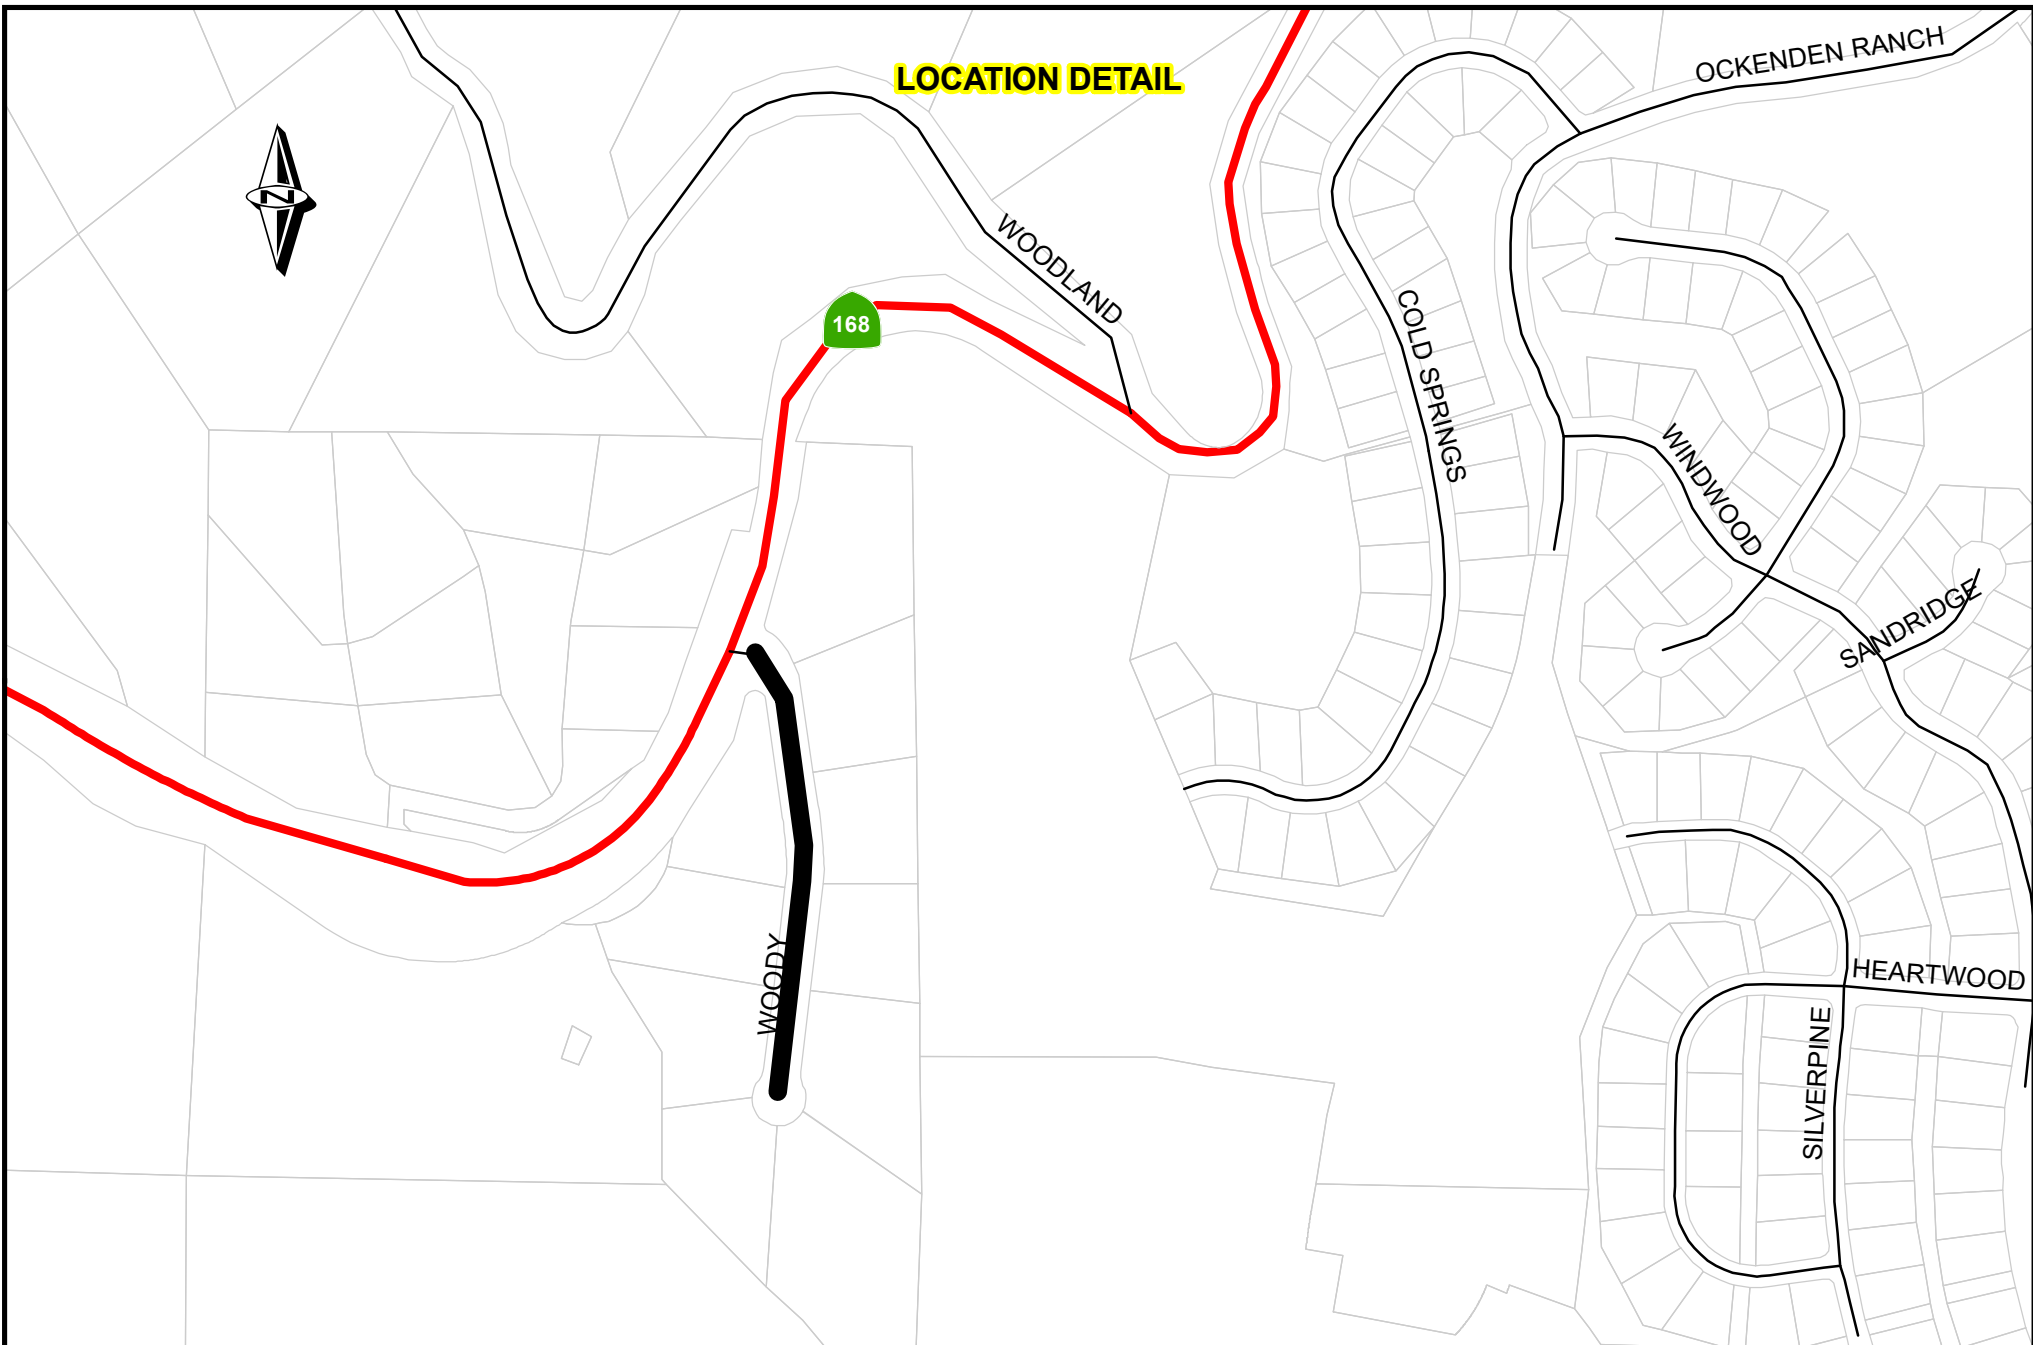 LOCATION DETAIL
OCKENDEN RANCH
N
WOODLAND
168
COLD SPRINGS
WINDWOOD
SANDRIDGE
WOODY
HEARTWOOD
SILVERPINE